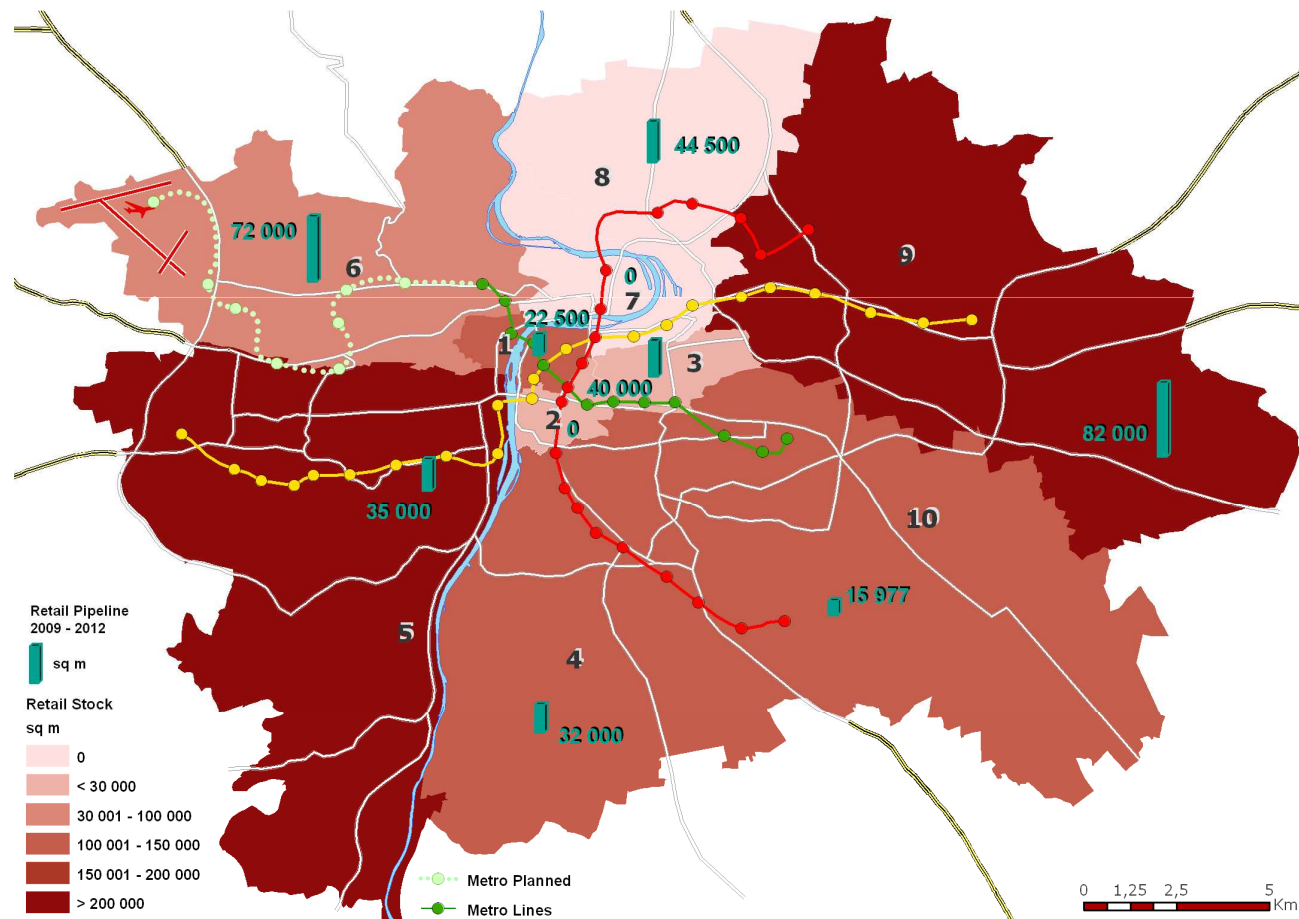 44 500
8
72 000
6
9
0
7
22 500
1
3
40 000
2
0
82 000
35 000
10
15 977
5
4
32 000
Retail Pipeline
2009 - 2012
sq m
Retail Stock
sq m
0
< 30 000
30 001 - 100 000
100 001 - 150 000
150 001 - 200 000
> 200 000
Metro Planned
Metro Lines
0 1,25 2,5 5
Km